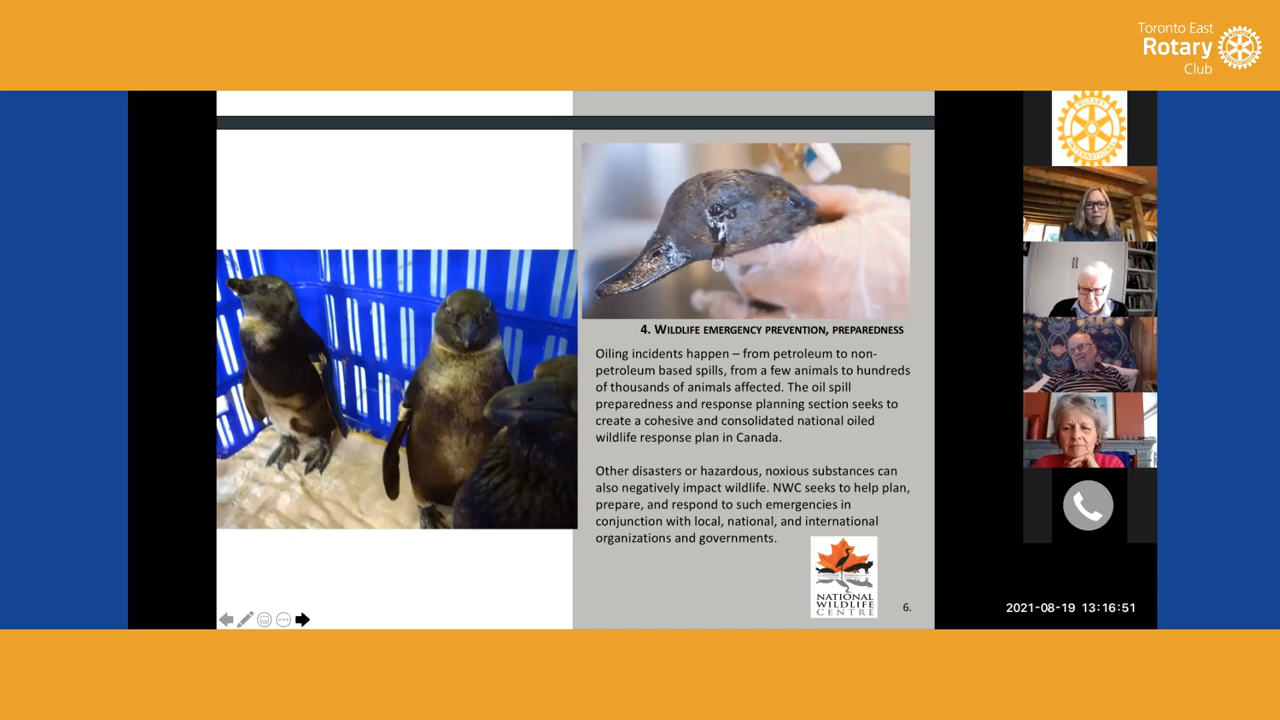 Toronto East
Rotary
Club
ROTARY
INTERNATIONAL
4. WILDLIFE EMERGENCY PREVENTION, PREPAREDNESS
Oiling incidents happen – from petroleum to non-
petroleum based spills, from a few animals to hundreds
of thousands of animals affected. The oil spill
preparedness and response planning section seeks to
create a cohesive and consolidated national oiled
wildlife response plan in Canada.
Other disasters or hazardous, noxious substances can
also negatively impact wildlife. NWC seeks to help plan,
prepare, and respond to such emergencies in
conjunction with local, national, and international
organizations and governments.
NATIONAL
WILDLIFE
CENTRE
6.
2021-08-19 13:16:51